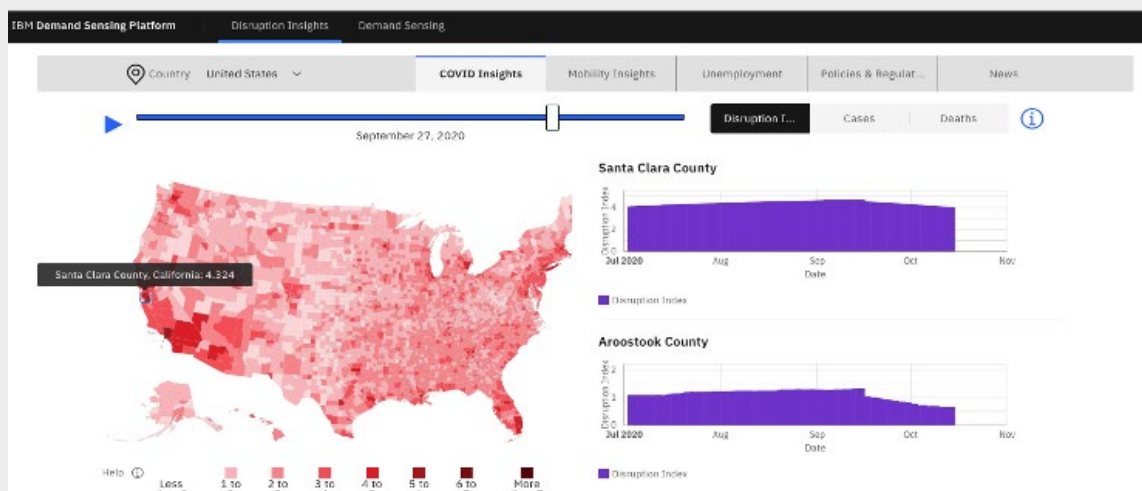 IBM Demand Sensing Platform Disruption Insights Demand Sensing
Country United States COVID Insights Mobility Insights Unemployment Policies & Regulat... News
Disruption I... Cases Deaths
September 27, 2020
Santa Clara County
Disruption Index
4
2
0
Jul 2020 Aug Sep Oct Nov
Date
Disruption Index
Santa Clara County, California: 4.324
Aroostook County
Disruption Index
2
1
0
Jul 2020 Aug Sep Oct Nov
Date
Disruption Index
Help
Less 1 to 2 to 3 to 4 to 5 to 6 to More